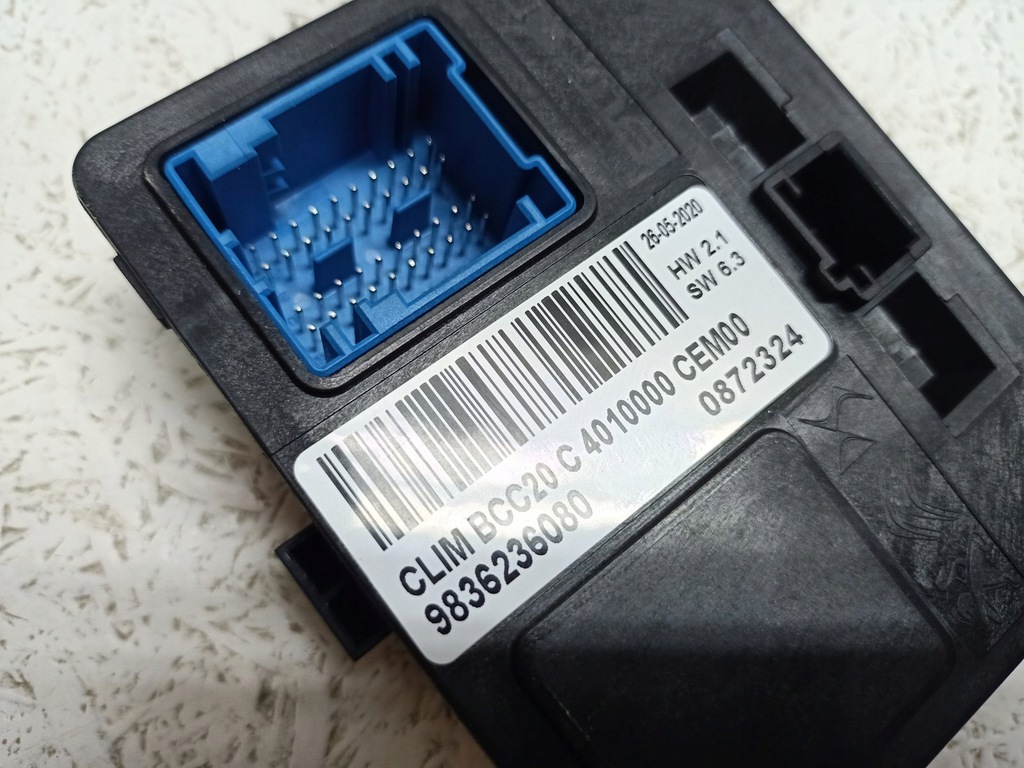 26-05-2020
HW 2.1
SW 6.3
CLIM BCC20 C 4010000 CEM00
9836236080
0872324